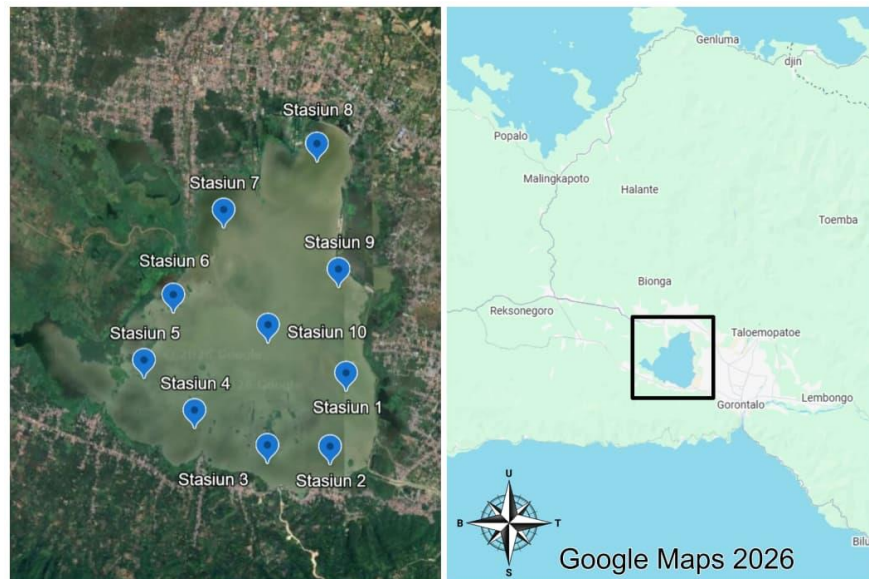 Stasiun 8
Stasiun 7
Stasiun 9
Stasiun 6
Stasiun 10
Stasiun 5
Stasiun 4
Stasiun 1
Stasiun 3
Stasiun 2
Genluma
djin
Popalo
Malingkapoto
Halante
Toemba
Bionga
Reksonegoro
Taloemopatoe
Gorontalo
Lembongo
U
B
T
S
Bilu
Google Maps 2026